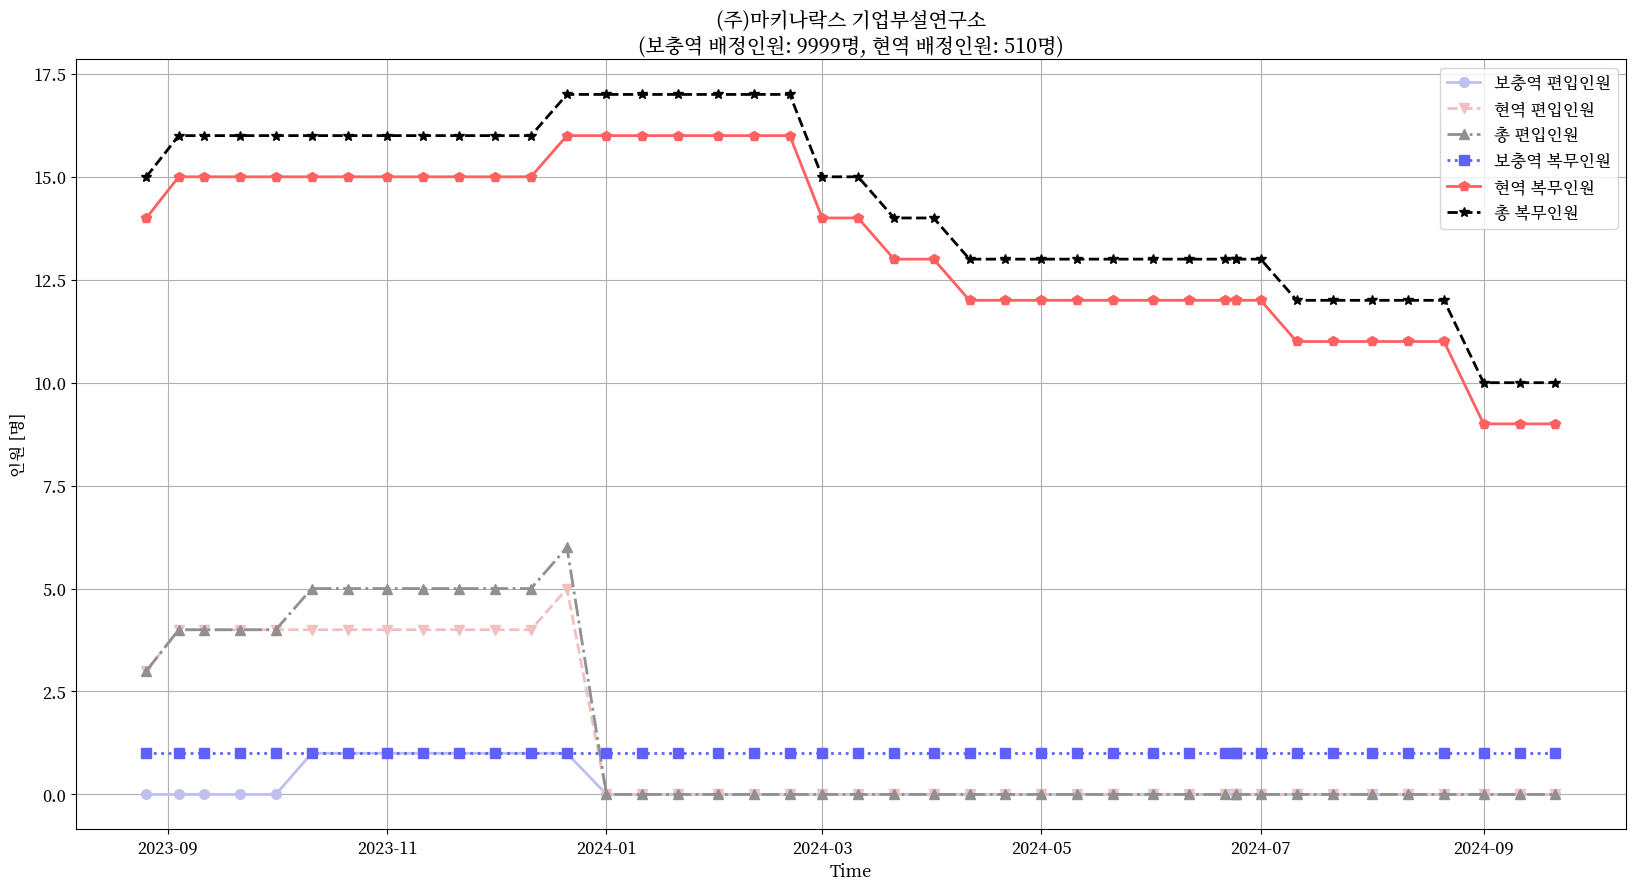 (주)마키나락스 기업부설연구소
(보충역 배정인원: 9999명, 현역 배정인원: 510명)
17.5
15.0
12.5
10.0
7.5
5.0
2.5
0.0
인원 [명]
보충역 편입인원
현역 편입인원
총 편입인원
보충역 복무인원
현역 복무인원
총 복무인원
2023-09
2023-11
2024-01
2024-03
2024-05
2024-07
2024-09
Time